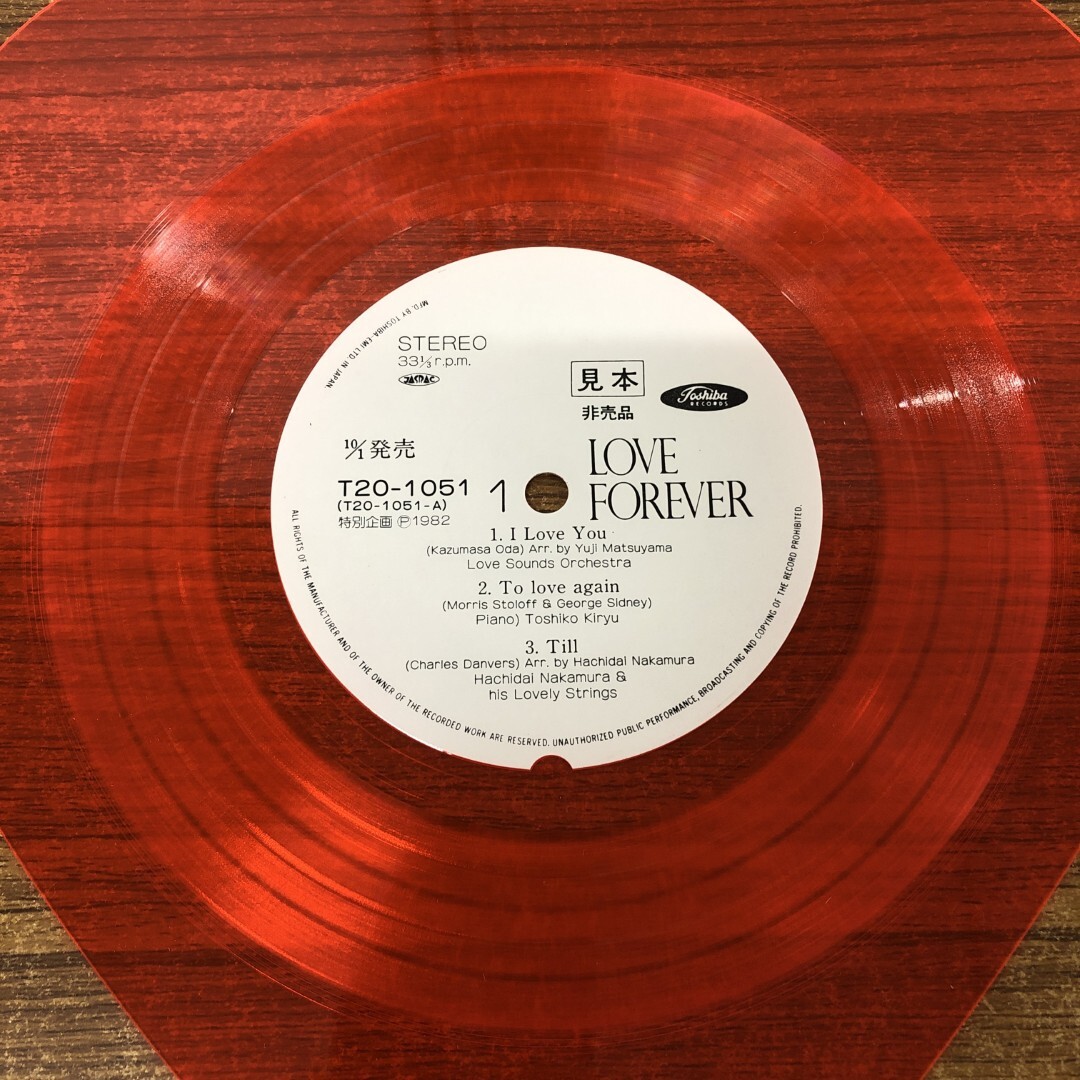 MFD. BY TOSHIBA EMI LTD. IN JAPAN.
STEREO
33⅓ r.p.m.
JASRAC
見本
非売品
Toshiba
RECORDS
10/1発売
LOVE
FOREVER
T20-1051
(T20-1051-A)
特別企画 ℗1982
1
1. I Love You
(Kazumasa Oda) Arr. by Yuji Matsuyama
Love Sounds Orchestra
2. To love again
(Morris Stoloff & George Sidney)
Piano) Toshiko Kiryu
3. Till
(Charles Danvers) Arr. by Hachidai Nakamura
Hachidai Nakamura &
his Lovely Strings
ALL RIGHTS OF THE MANUFACTURER AND OF THE OWNER OF THE RECORDED WORK ARE RESERVED. UNAUTHORIZED PUBLIC PERFORMANCE, BROADCASTING AND COPYING OF THE RECORD PROHIBITED.